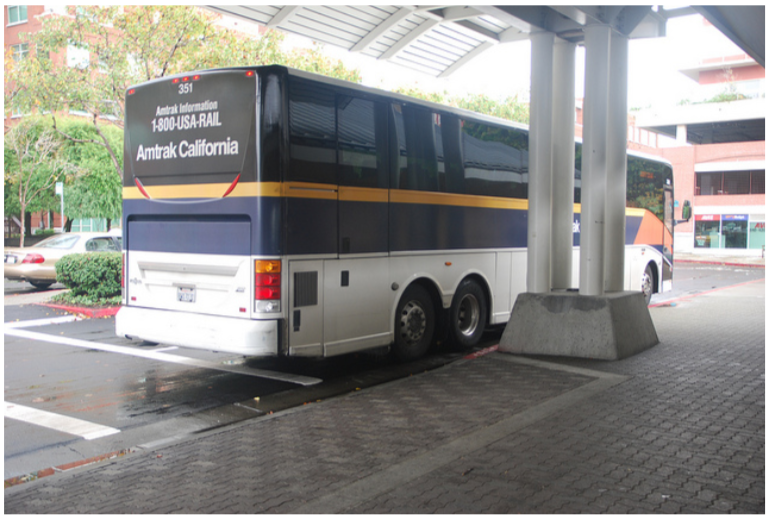 351
Amtrak Information
1-800-USA-RAIL
Amtrak California